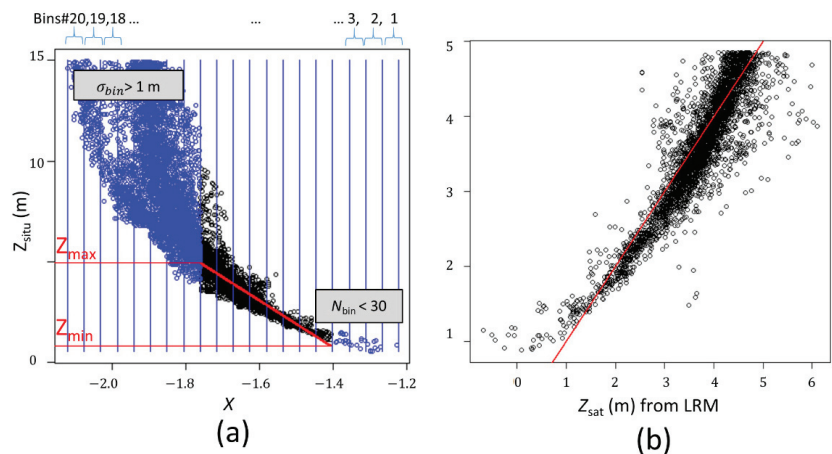 Bins#20,19,18 ... ... ... 3, 2, 1
15
σbin> 1 m
10
Zsitu (m)
Zmax
5
Nbin < 30
Zmin
0
−2.0 −1.8 −1.6 −1.4 −1.2
X
(a)
5
4
3
2
1
0 1 2 3 4 5 6
Zsat (m) from LRM
(b)